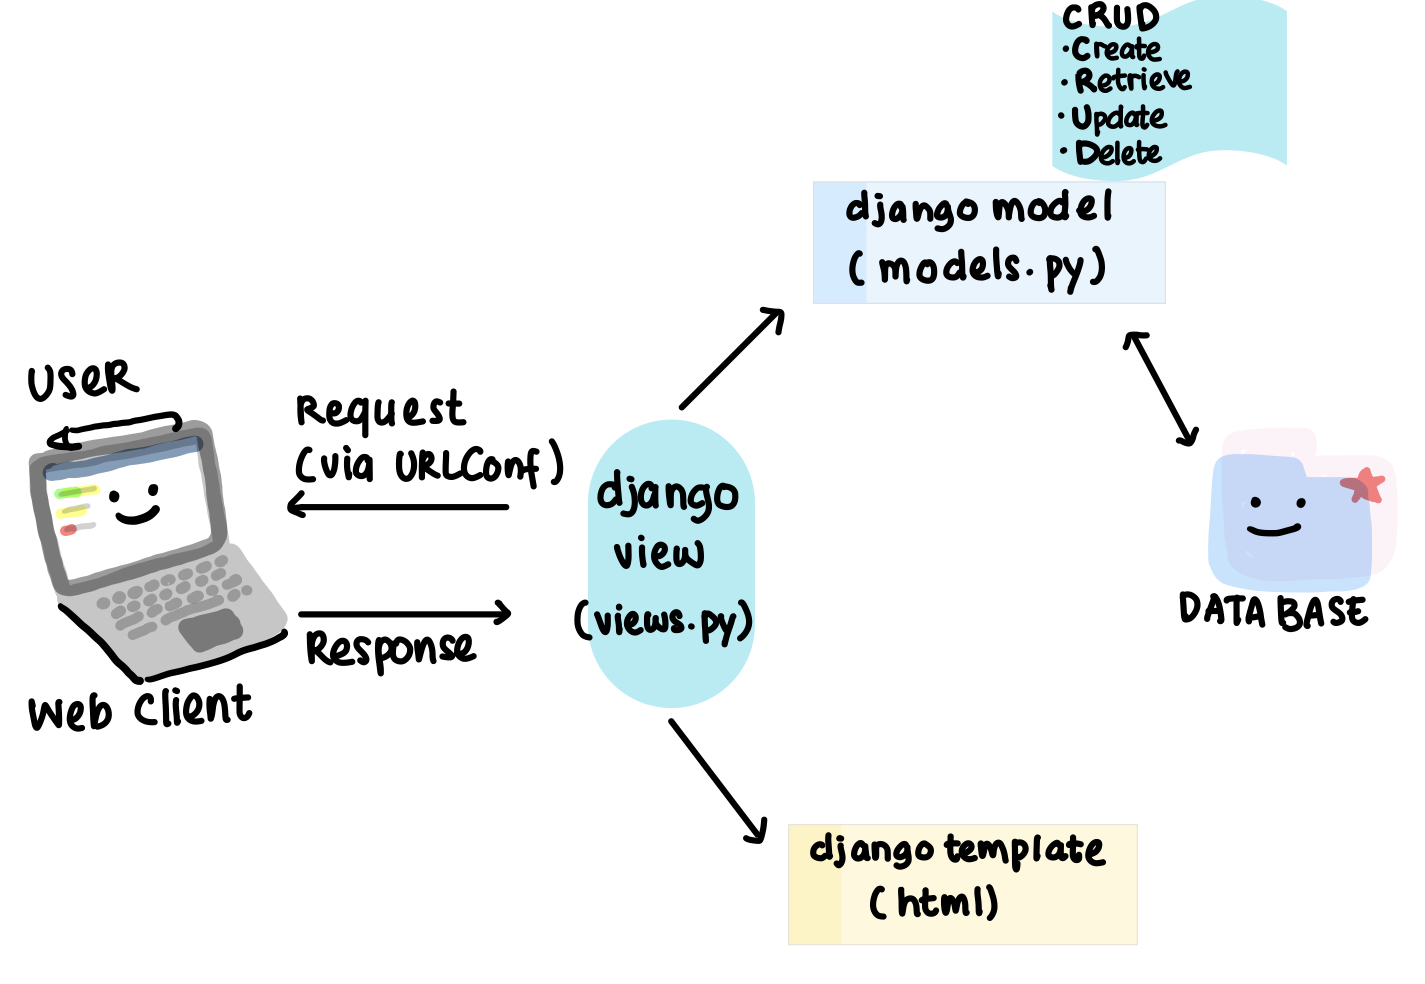 CRUD
• Create
• Retrieve
• Update
• Delete
django model
( models.py )
USeR
Request
(via URLConf)
django
view
(views.py)
Response
Web Client
DATA BASE
django template
( html)